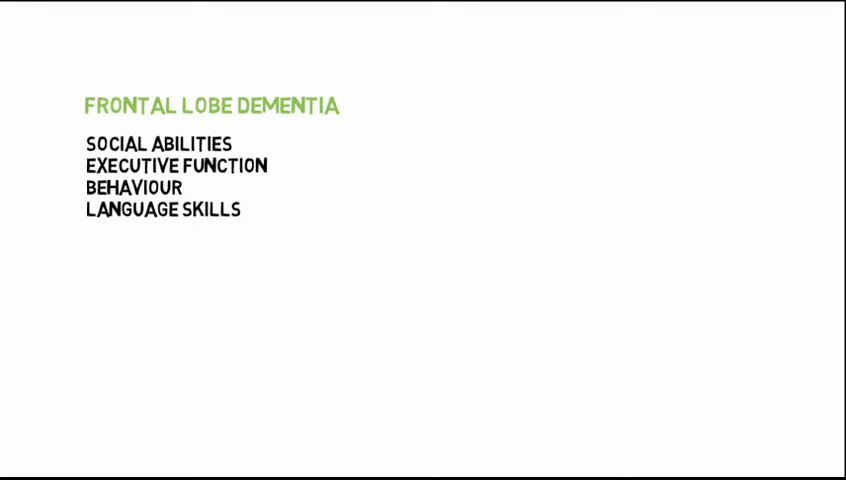 FRONTAL LOBE DEMENTIA
SOCIAL ABILITIES
EXECUTIVE FUNCTION
BEHAVIOUR
LANGUAGE SKILLS